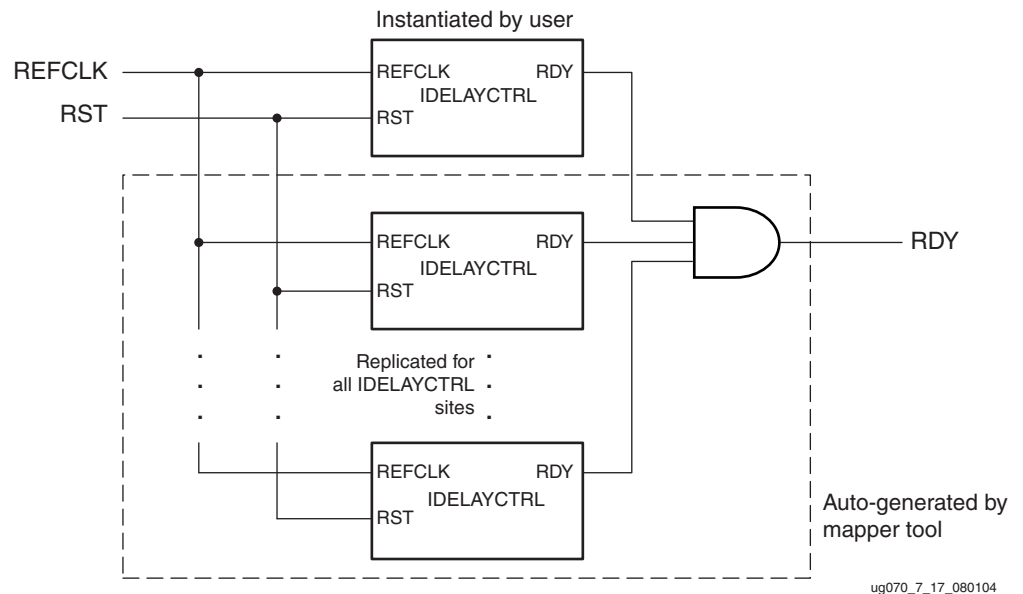 Instantiated by user
REFCLK
RST
REFCLK RDY
IDELAYCTRL
RST
REFCLK RDY
IDELAYCTRL
RST
RDY
Replicated for
all IDELAYCTRL
sites
REFCLK RDY
IDELAYCTRL
RST
Auto-generated by
mapper tool
ug070_7_17_080104